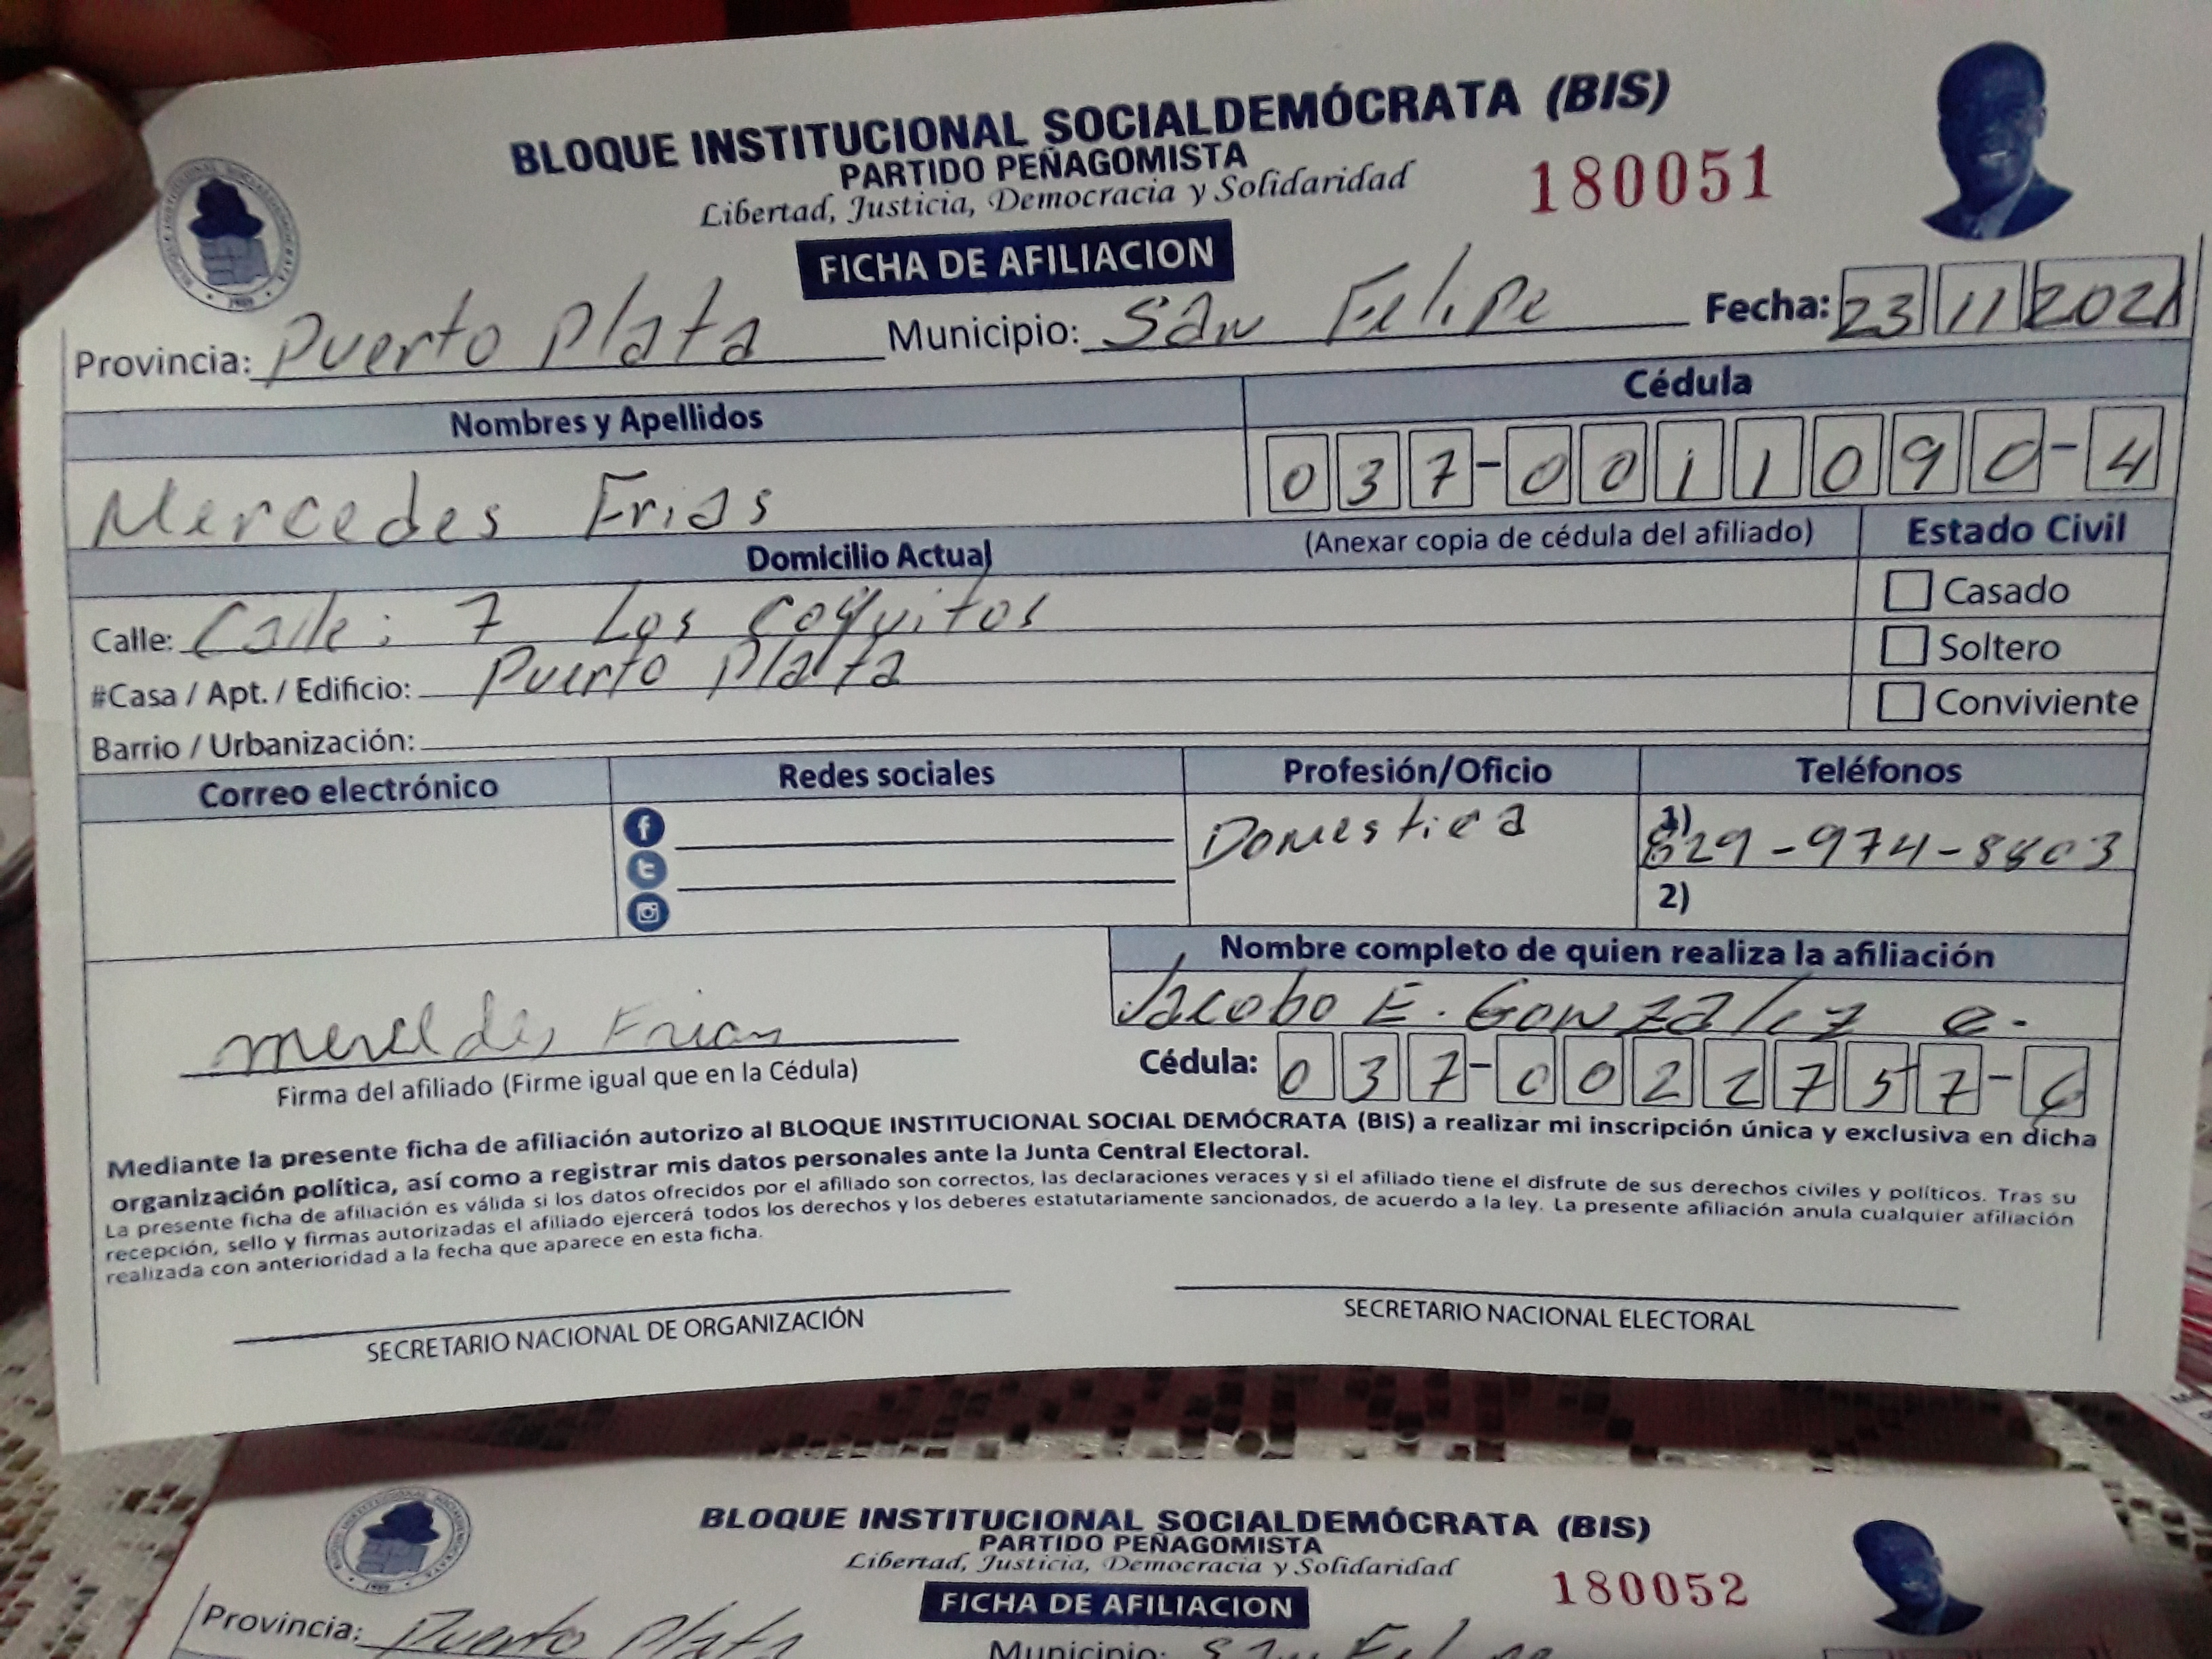 BLOQUE INSTITUCIONAL SOCIALDEMÓCRATA (BIS)
PARTIDO PEÑAGOMISTA
Libertad, Justicia, Democracia y Solidaridad
180051
FICHA DE AFILIACION
Provincia: Puerto Plata Municipio: San Felipe Fecha: 23 11 2021
Nombres y Apellidos Cédula
Mercedes Frias 037-0011090-4
Domicilio Actual (Anexar copia de cédula del afiliado) Estado Civil
Calle: Calle: 7 Los coquitos Casado
#Casa / Apt. / Edificio: Puerto Plata Soltero
Barrio / Urbanización: Conviviente
Correo electrónico Redes sociales Profesión/Oficio Teléfonos
Domestica 1) 829-974-8803
2)
Nombre completo de quien realiza la afiliación
Jacobo E. Gonzalez e.
Frias
Firma del afiliado (Firme igual que en la Cédula) Cédula: 037-0022757-6
Mediante la presente ficha de afiliación autorizo al BLOQUE INSTITUCIONAL SOCIAL DEMÓCRATA (BIS) a realizar mi inscripción única y exclusiva en dicha
organización política, así como a registrar mis datos personales ante la Junta Central Electoral.
La presente ficha de afiliación es válida si los datos ofrecidos por el afiliado son correctos, las declaraciones veraces y si el afiliado tiene el disfrute de sus derechos civiles y políticos. Tras su
recepción, sello y firmas autorizadas el afiliado ejercerá todos los derechos y los deberes estatutariamente sancionados, de acuerdo a la ley. La presente afiliación anula cualquier afiliación
realizada con anterioridad a la fecha que aparece en esta ficha.
SECRETARIO NACIONAL DE ORGANIZACIÓN SECRETARIO NACIONAL ELECTORAL
BLOQUE INSTITUCIONAL SOCIALDEMÓCRATA (BIS)
PARTIDO PEÑAGOMISTA
Libertad, Justicia, Democracia y Solidaridad
180052
FICHA DE AFILIACION
Provincia: Puerto Plata Municipio: San Felipe